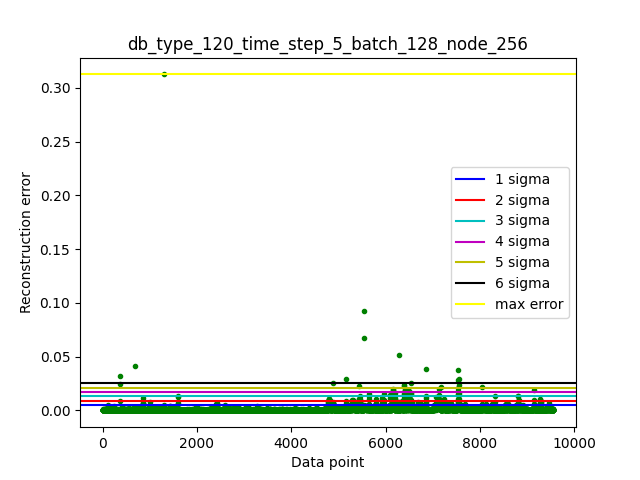 db_type_120_time_step_5_batch_128_node_256
Reconstruction error
0.30
0.25
0.20
0.15
0.10
0.05
0.00
1 sigma
2 sigma
3 sigma
4 sigma
5 sigma
6 sigma
max error
0 2000 4000 6000 8000 10000
Data point